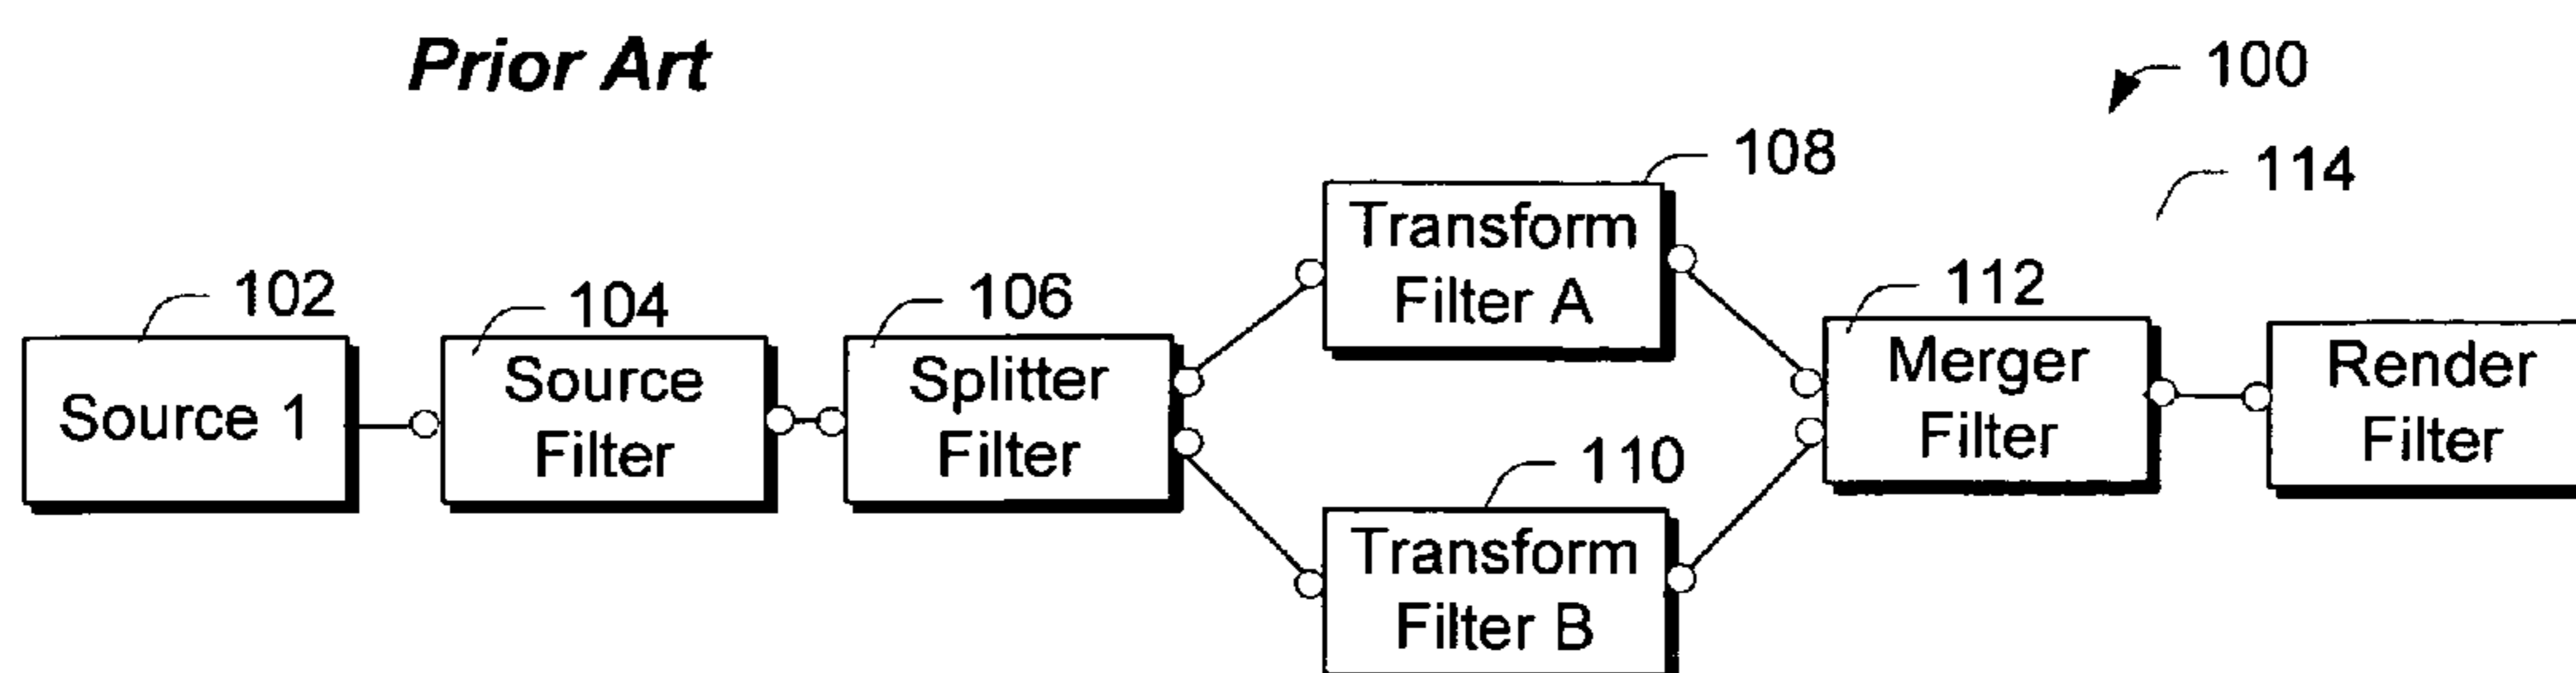 Prior Art
100
108
114
Transform
Filter A
102
104
106
112
Source 1
Source
Filter
Splitter
Filter
Merger
Filter
Render
Filter
110
Transform
Filter B